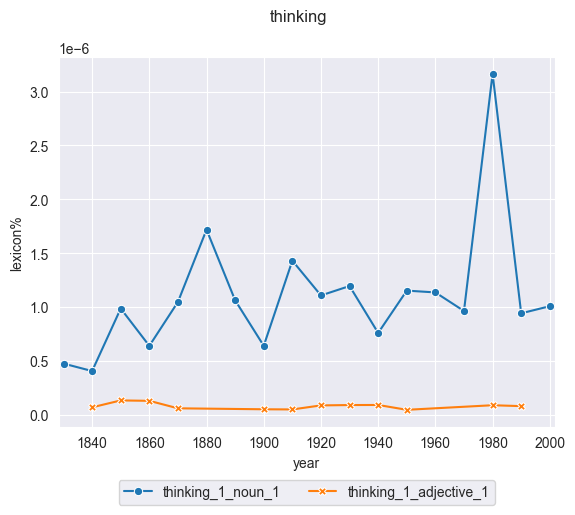 thinking
1e−6
3.0
2.5
2.0
1.5
1.0
0.5
0.0
lexicon%
1840 1860 1880 1900 1920 1940 1960 1980 2000
year
thinking_1_noun_1 thinking_1_adjective_1